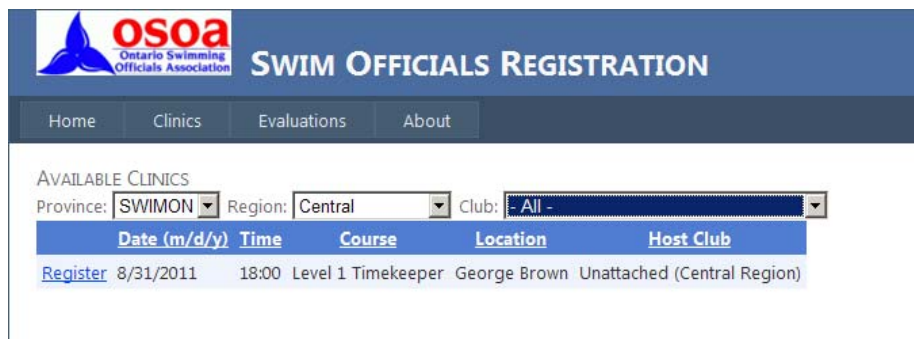 osoa
Ontario Swimming
Officials Association
SWIM OFFICIALS REGISTRATION
Home Clinics Evaluations About
AVAILABLE CLINICS
Province: SWIMON Region: Central Club: - All -
Date (m/d/y) Time Course Location Host Club
Register 8/31/2011 18:00 Level 1 Timekeeper George Brown Unattached (Central Region)